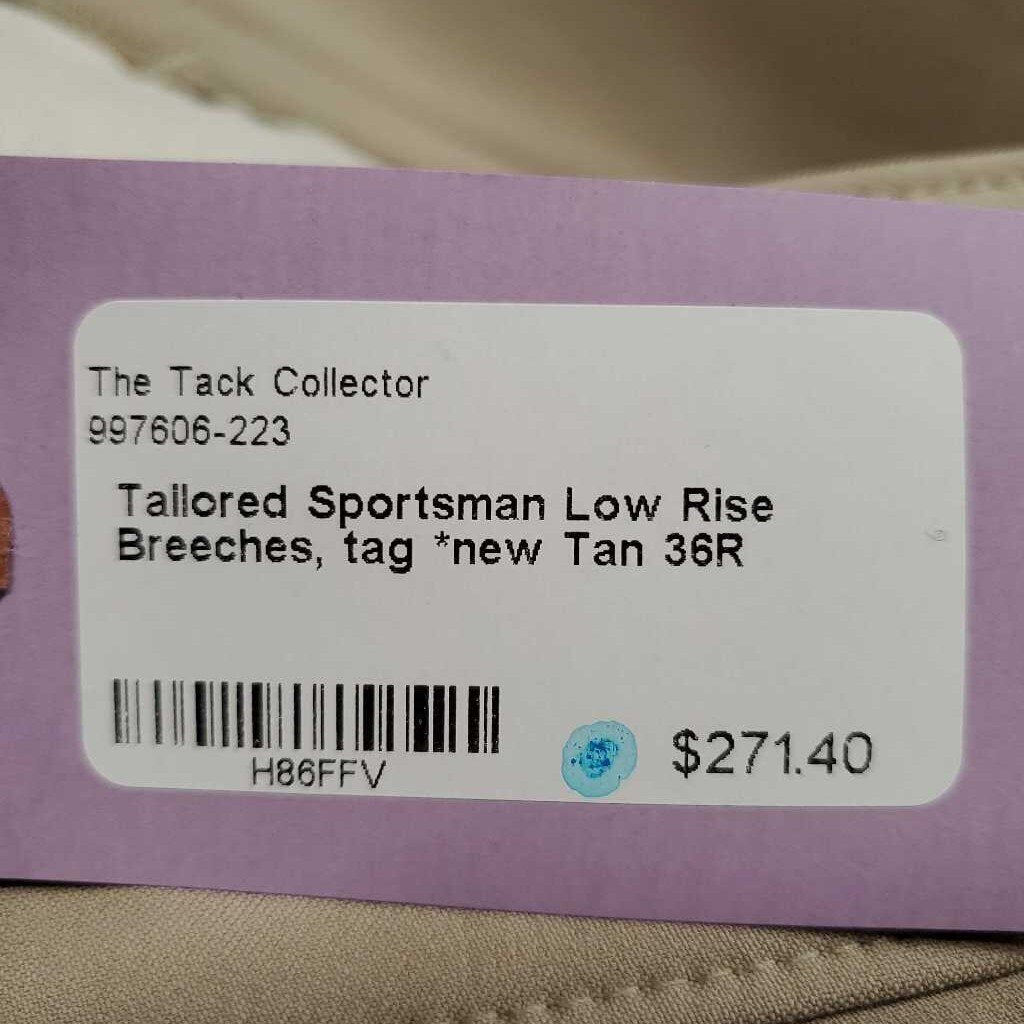 The Tack Collector
997606-223
Tailored Sportsman Low Rise
Breeches, tag *new Tan 36R
H86FFV
$271.40